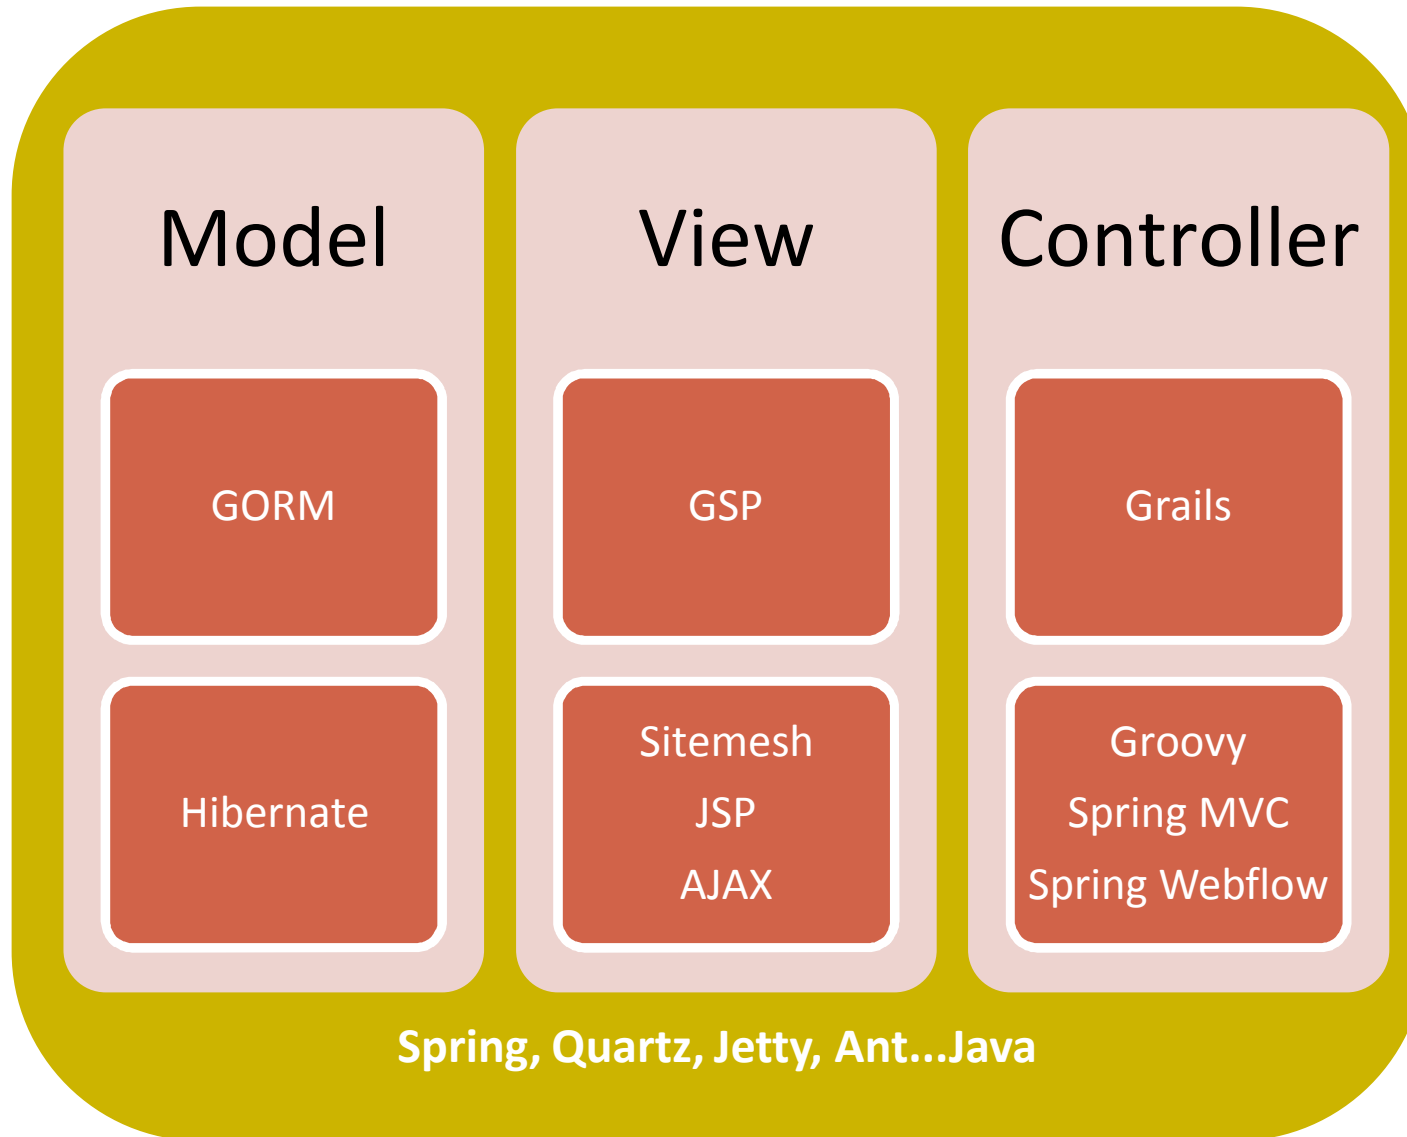 Model
View
Controller
GORM
GSP
Grails
Hibernate
Sitemesh
JSP
AJAX
Groovy
Spring MVC
Spring Webflow
Spring, Quartz, Jetty, Ant...Java